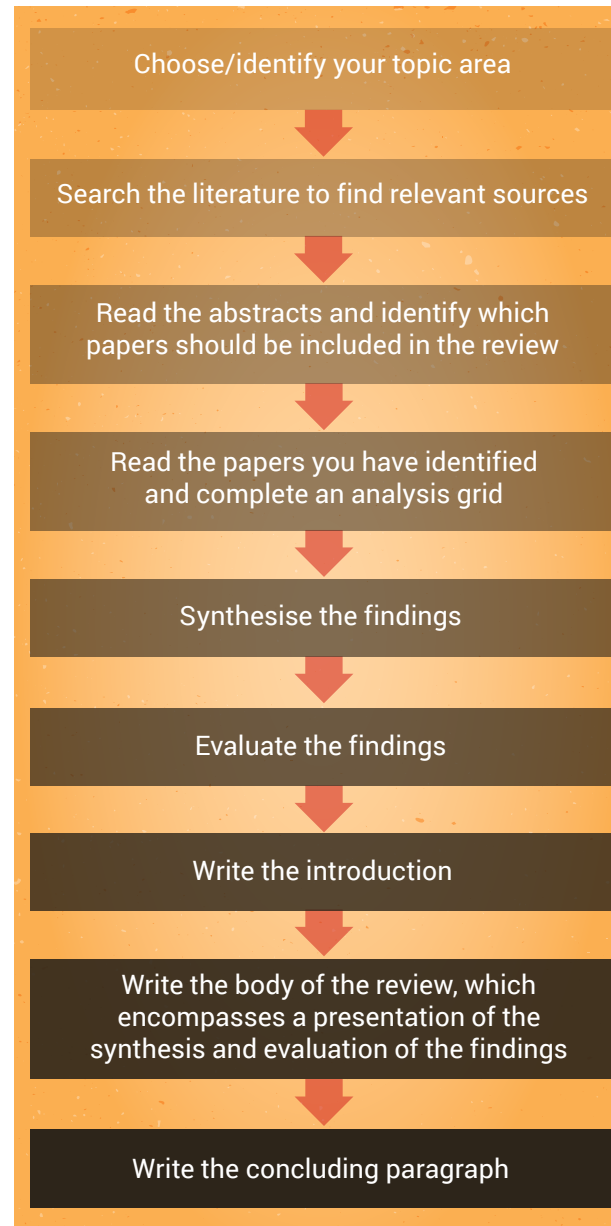 Choose/identify your topic area
Search the literature to find relevant sources
Read the abstracts and identify which
papers should be included in the review
Read the papers you have identified
and complete an analysis grid
Synthesise the findings
Evaluate the findings
Write the introduction
Write the body of the review, which
encompasses a presentation of the
synthesis and evaluation of the findings
Write the concluding paragraph